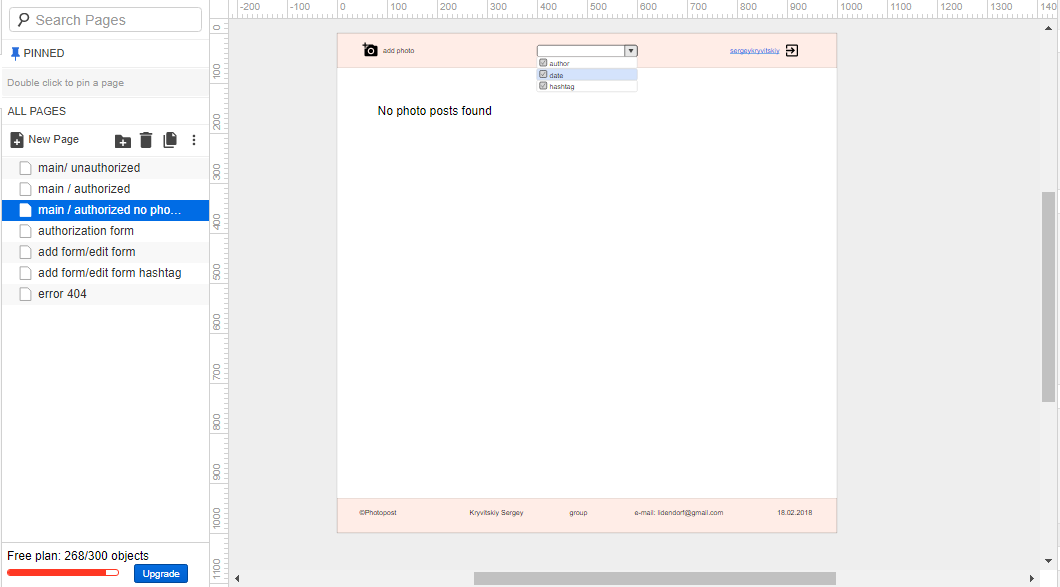 Search Pages
PINNED
Double click to pin a page
ALL PAGES
New Page
main/ unauthorized
main / authorized
main / authorized no pho...
authorization form
add form/edit form
add form/edit form hashtag
error 404
Free plan: 268/300 objects
Upgrade
-200 -100 0 100 200 300 400 500 600 700 800 900 1000 1100 1200 1300 140
0
100
200
300
400
500
600
700
800
900
1000
1100
add photo
sergeykryvitskiy
author
date
hashtag
No photo posts found
©Photopost Kryvitskiy Sergey group e-mail: lidendorf@gmail.com 18.02.2018